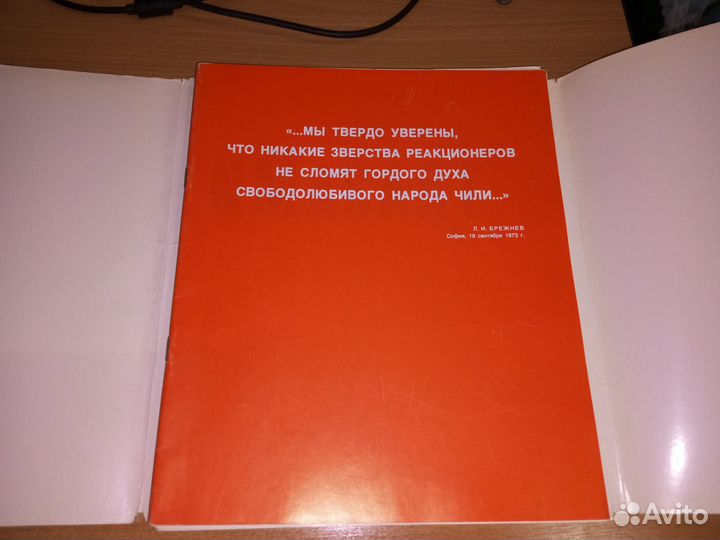 «...МЫ ТВЕРДО УВЕРЕНЫ,
ЧТО НИКАКИЕ ЗВЕРСТВА РЕАКЦИОНЕРОВ
НЕ СЛОМЯТ ГОРДОГО ДУХА
СВОБОДОЛЮБИВОГО НАРОДА ЧИЛИ...»
Л. И. БРЕЖНЕВ
София, 19 сентября 1973 г.
Avito